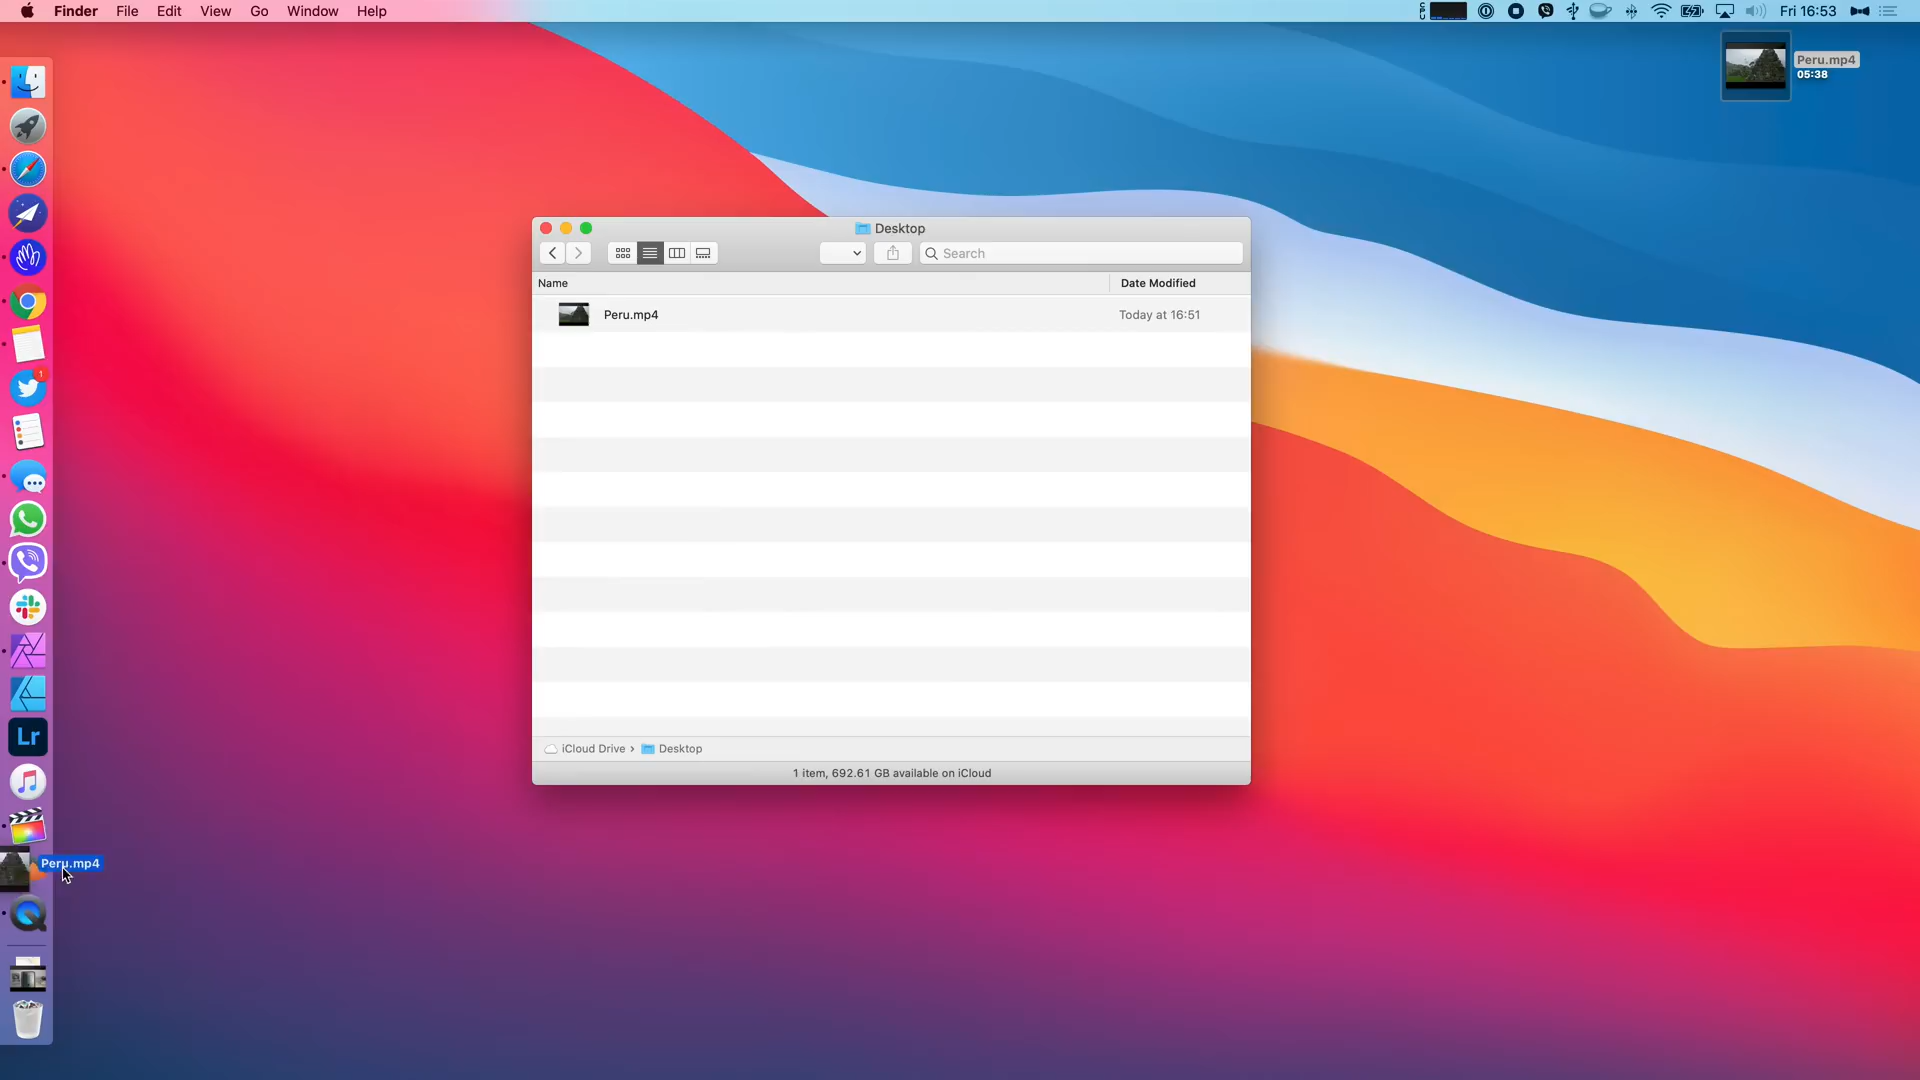 Finder File Edit View Go Window Help
CPU
Fri 16:53
Peru.mp4
05:38
Desktop
Search
Name Date Modified
Peru.mp4 Today at 16:51
1
Lr
Peru.mp4
iCloud Drive › Desktop
1 item, 692.61 GB available on iCloud